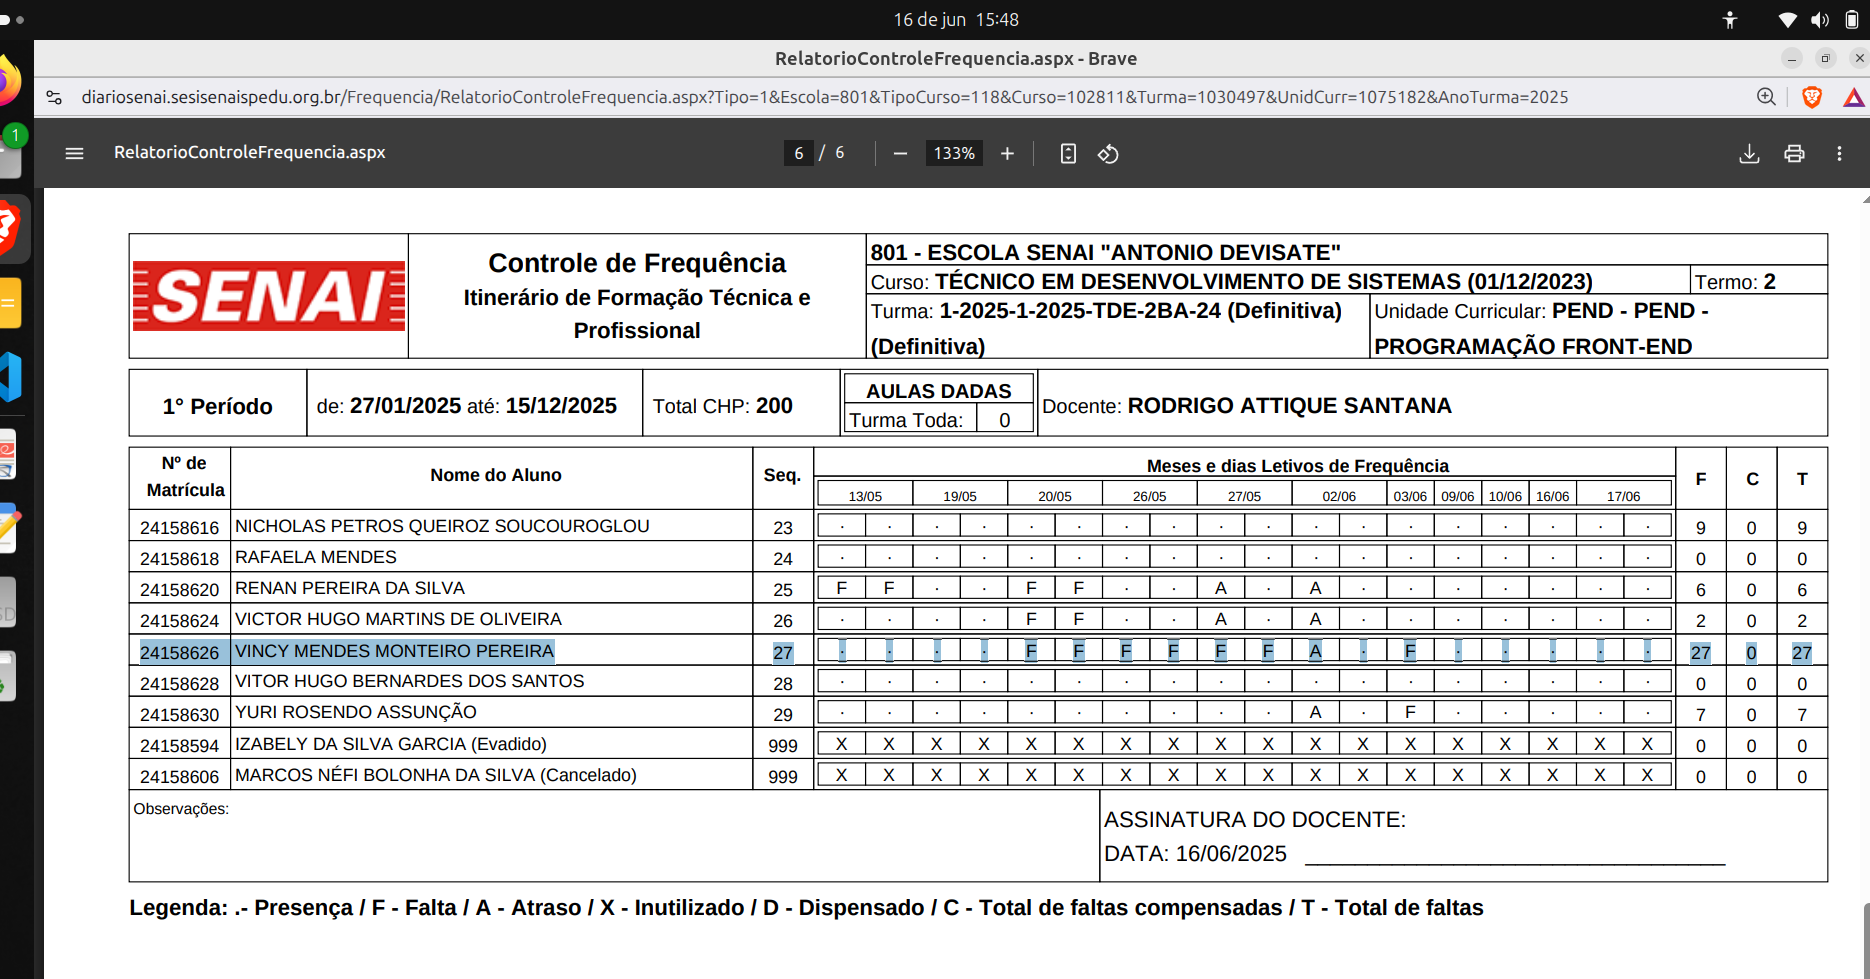 16 de jun 15:48
RelatorioControleFrequencia.aspx - Brave
diariosenai.sesisenaispedu.org.br/Frequencia/RelatorioControleFrequencia.aspx?Tipo=1&Escola=801&TipoCurso=118&Curso=102811&Turma=1030497&UnidCurr=1075182&AnoTurma=2025
1
RelatorioControleFrequencia.aspx 6 / 6 133%
SENAI
Controle de Frequência
Itinerário de Formação Técnica e
Profissional
801 - ESCOLA SENAI "ANTONIO DEVISATE"
Curso: TÉCNICO EM DESENVOLVIMENTO DE SISTEMAS (01/12/2023) Termo: 2
Turma: 1-2025-1-2025-TDE-2BA-24 (Definitiva)
(Definitiva)
Unidade Curricular: PEND - PEND -
PROGRAMAÇÃO FRONT-END
1° Período de: 27/01/2025 até: 15/12/2025 Total CHP: 200
AULAS DADAS
Turma Toda: 0
Docente: RODRIGO ATTIQUE SANTANA
Nº de
Matrícula
Nome do Aluno Seq. Meses e dias Letivos de Frequência F C T
13/05 19/05 20/05 26/05 27/05 02/06 03/06 09/06 10/06 16/06 17/06
24158616 NICHOLAS PETROS QUEIROZ SOUCOUROGLOU 23 . . . . . . . . . . . . . . . . . . 9 0 9
24158618 RAFAELA MENDES 24 . . . . . . . . . . . . . . . . . . 0 0 0
24158620 RENAN PEREIRA DA SILVA 25 F F . . F F . . A . A . . . . . . . 6 0 6
24158624 VICTOR HUGO MARTINS DE OLIVEIRA 26 . . . . F F . . A . A . . . . . . . 2 0 2
24158626 VINCY MENDES MONTEIRO PEREIRA 27 . . . . F F F F F F A . F . . . . . 27 0 27
24158628 VITOR HUGO BERNARDES DOS SANTOS 28 . . . . . . . . . . . . . . . . . . 0 0 0
24158630 YURI ROSENDO ASSUNÇÃO 29 . . . . . . . . . . A . F . . . . . 7 0 7
24158594 IZABELY DA SILVA GARCIA (Evadido) 999 X X X X X X X X X X X X X X X X X X 0 0 0
24158606 MARCOS NÉFI BOLONHA DA SILVA (Cancelado) 999 X X X X X X X X X X X X X X X X X X 0 0 0
Observações:
ASSINATURA DO DOCENTE:
DATA: 16/06/2025 ___________________________________
Legenda: .- Presença / F - Falta / A - Atraso / X - Inutilizado / D - Dispensado / C - Total de faltas compensadas / T - Total de faltas